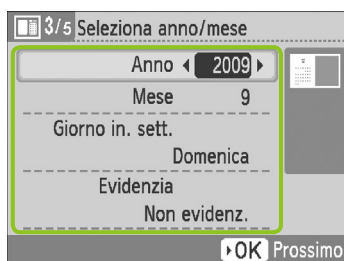 3/5 Seleziona anno/mese
Anno 2009
Mese 9
Giorno in. sett.
Domenica
Evidenzia
Non evidenz.
OK Prossimo